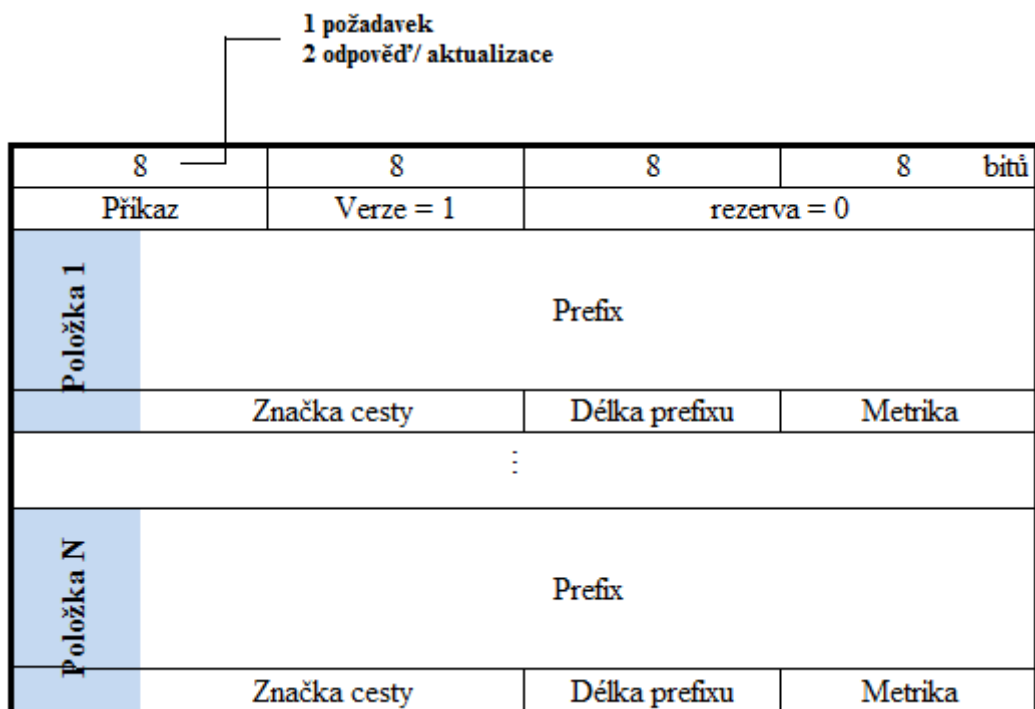 1 požadavek
2 odpověď/ aktualizace
8 8 8 8 bitů
Příkaz Verze = 1 rezerva = 0
Položka 1
Prefix
Značka cesty Délka prefixu Metrika
⋮
Položka N
Prefix
Značka cesty Délka prefixu Metrika